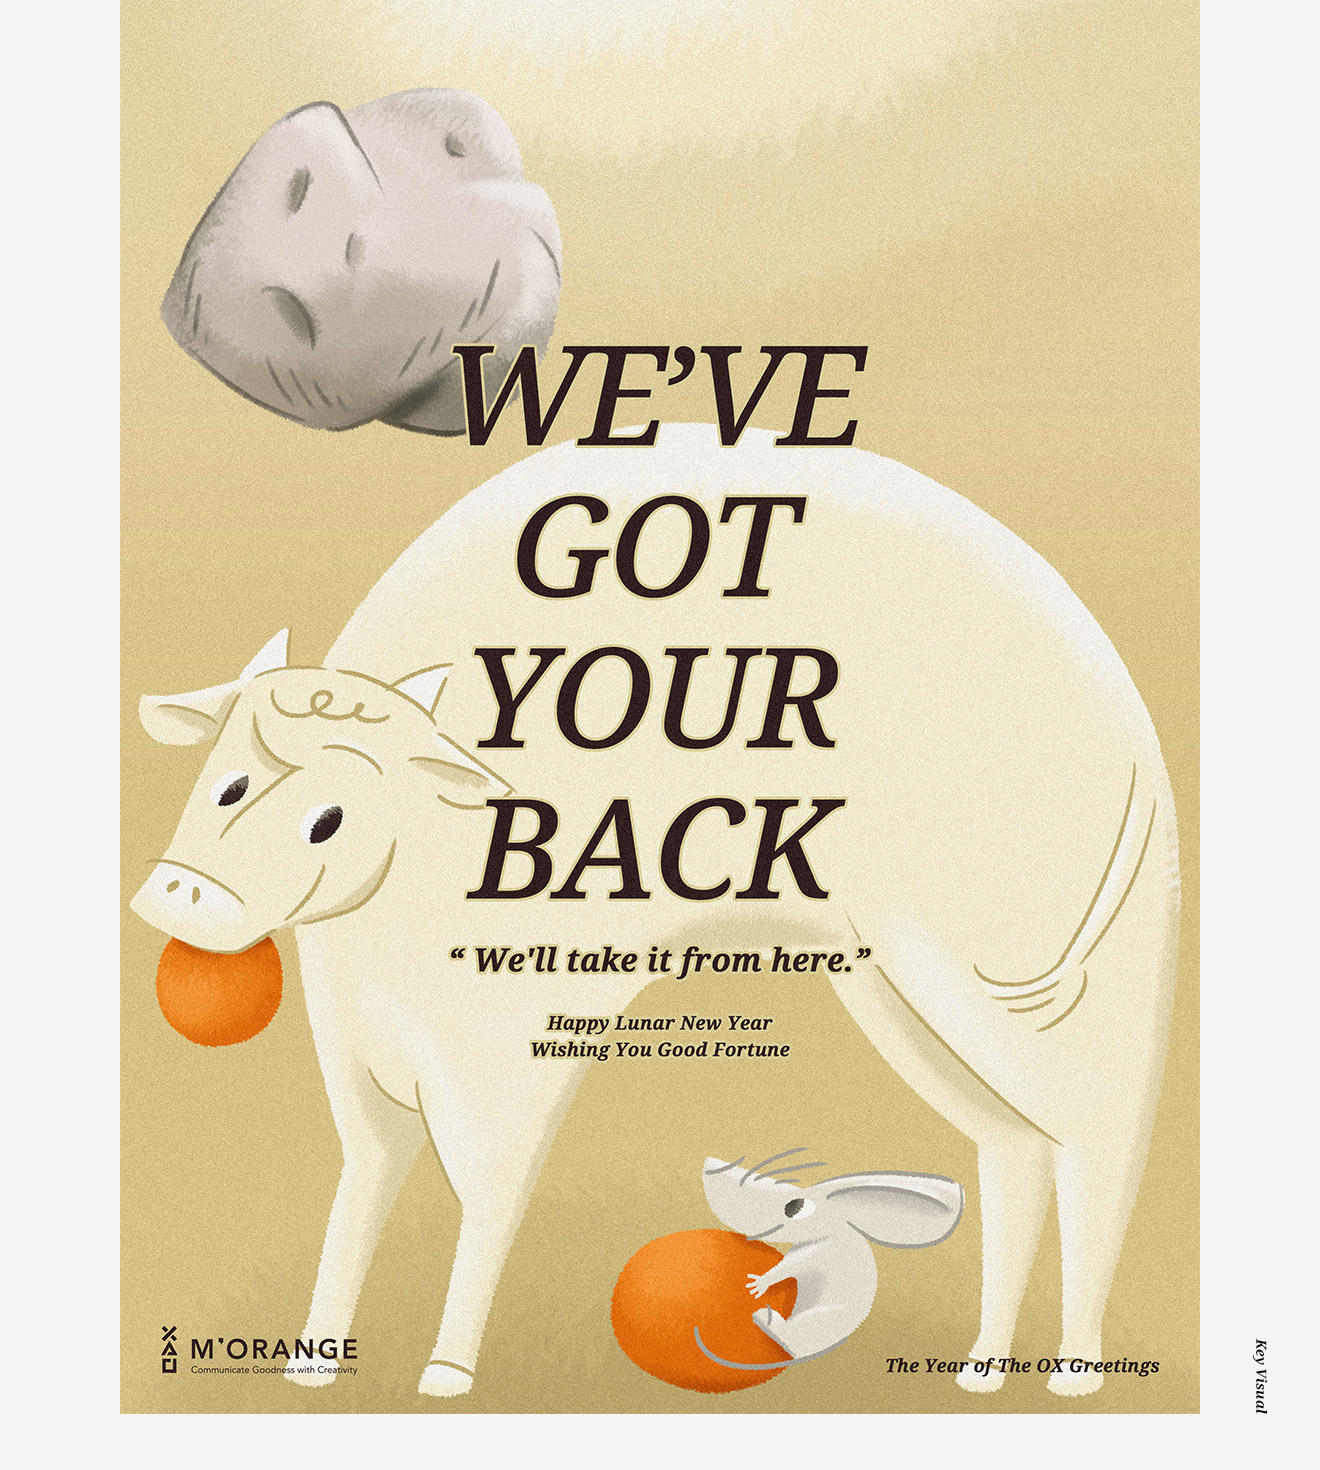 WE’VE
GOT
YOUR
BACK
“ We'll take it from here.”
Happy Lunar New Year
Wishing You Good Fortune
M’ORANGE
Communicate Goodness with Creativity
The Year of The OX Greetings
Key Visual